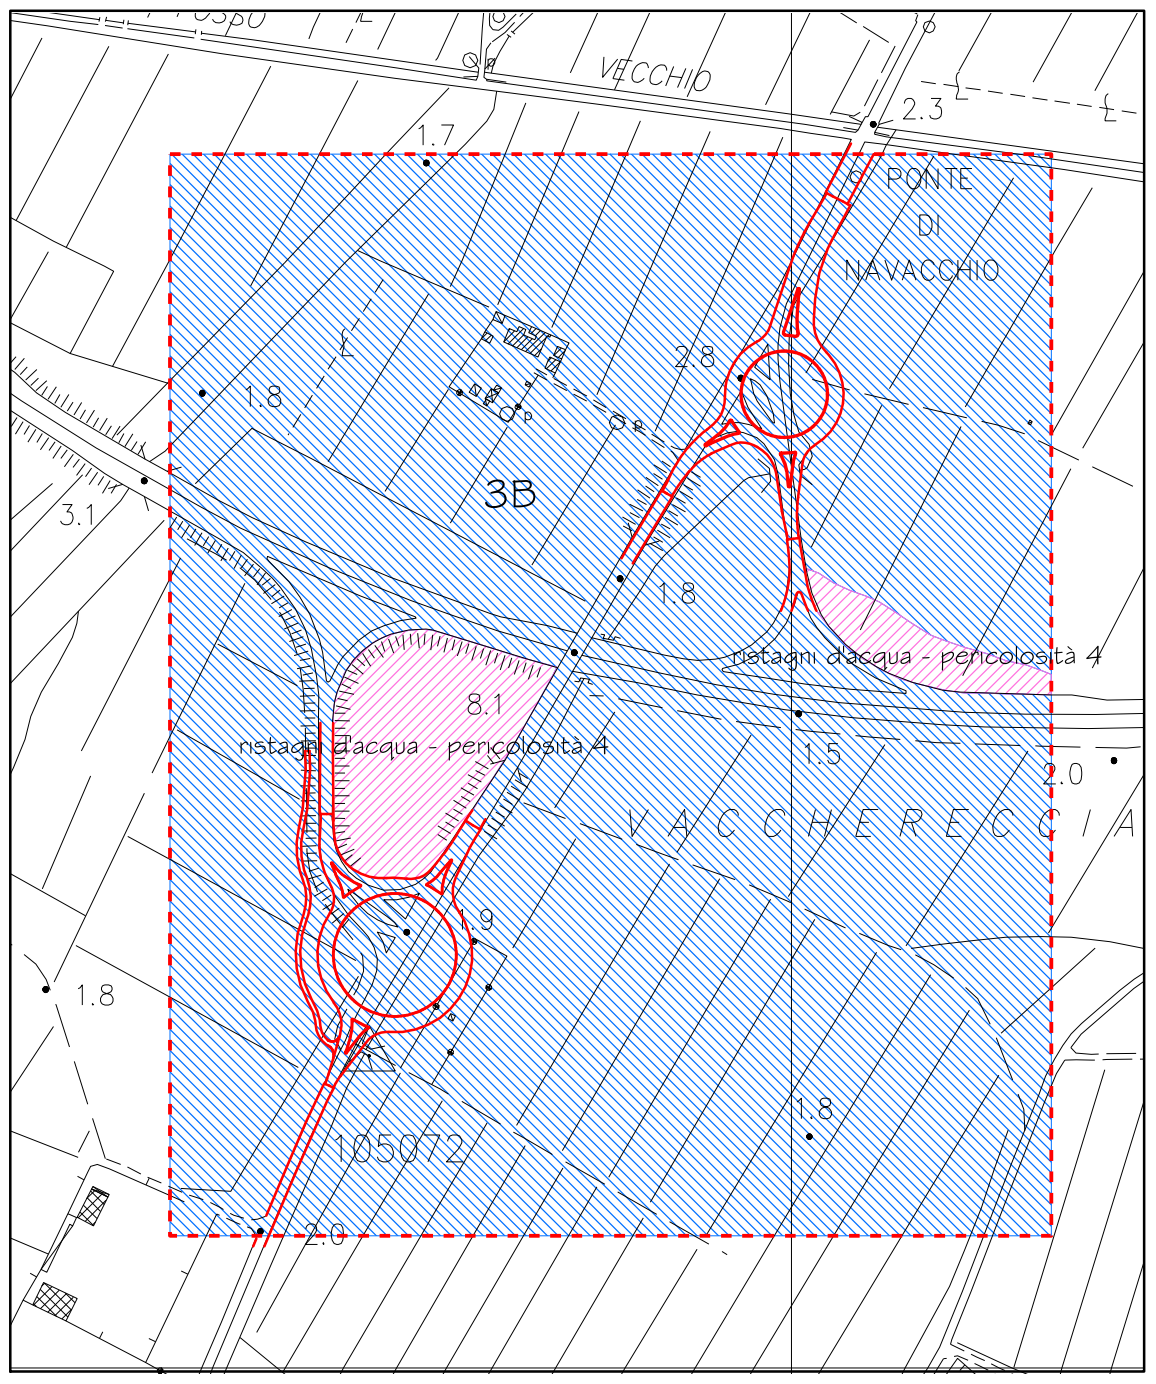 VECCHIO
2.3
1.7
PONTE
DI
NAVACCHIO
2.8
1.8
p
p
p
3B
3.1
1.8
ristagni d'acqua - pericolosità 4
8.1
ristagni d'acqua - pericolosità 4
1.5
2.0
VACCHERECCIA
1.9
1.8
1.8
105072
2.0